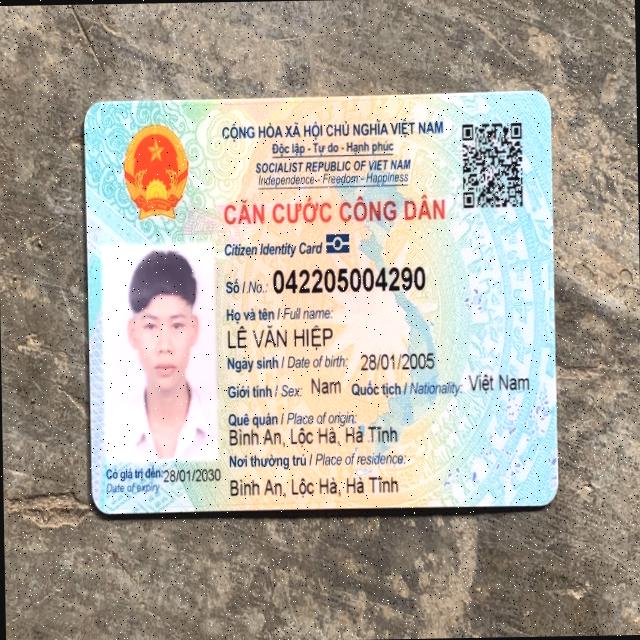 CỘNG HÒA XÃ HỘI CHỦ NGHĨA VIỆT NAM
Độc lập - Tự do - Hạnh phúc
SOCIALIST REPUBLIC OF VIET NAM
Independence - Freedom - Happiness
CĂN CƯỚC CÔNG DÂN
Citizen Identity Card
Số / No.: 042205004290
Họ và tên / Full name:
LÊ VĂN HIỆP
Ngày sinh / Date of birth: 28/01/2005
Giới tính / Sex: Nam Quốc tịch / Nationality: Việt Nam
Quê quán / Place of origin:
Bình An, Lộc Hà, Hà Tĩnh
Nơi thường trú / Place of residence:
Bình An, Lộc Hà, Hà Tĩnh
Có giá trị đến: 28/01/2030
Date of expiry